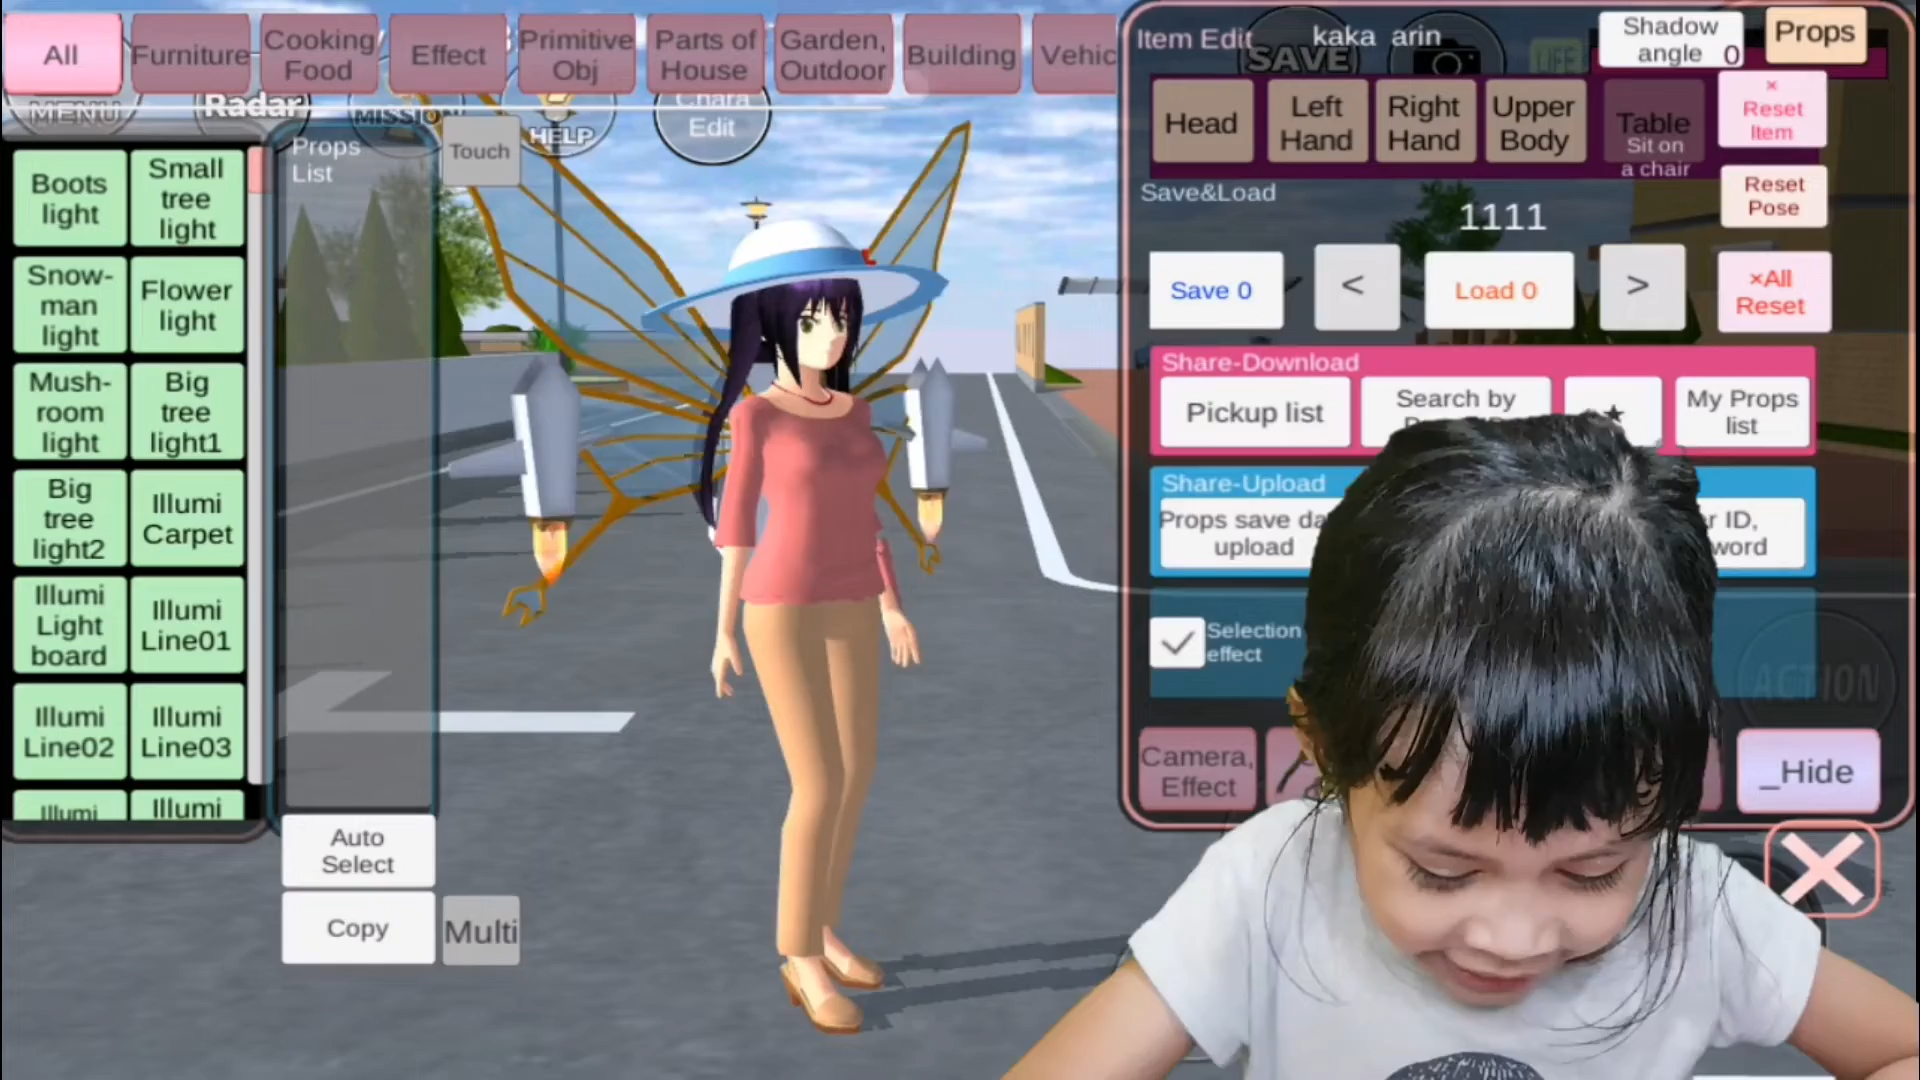 All
Furniture
Cooking
Food
Effect
Primitive
Obj
Parts of
House
Garden,
Outdoor
Building
Vehic
MENU
Radar
MISSION
HELP
Chara
Edit
Props
List
Touch
Boots
light
Small
tree
light
Snow-
man
light
Flower
light
Mush-
room
light
Big
tree
light1
Big
tree
light2
Illumi
Carpet
Illumi
Light
board
Illumi
Line01
Illumi
Line02
Illumi
Line03
Illumi
Illumi
Auto
Select
Copy
Multi
Item Edit
kaka arin
SAVE
LIFE
Shadow
angle 0
Props
Head
Left
Hand
Right
Hand
Upper
Body
Table
Sit on
a chair
× Reset
Item
Reset
Pose
Save&Load
1111
Save 0
<
Load 0
>
×All
Reset
Share-Download
Pickup list
Search by
★
My Props
list
Share-Upload
Props save da
upload
r ID,
word
Selection
effect
ACTION
Camera,
Effect
_Hide